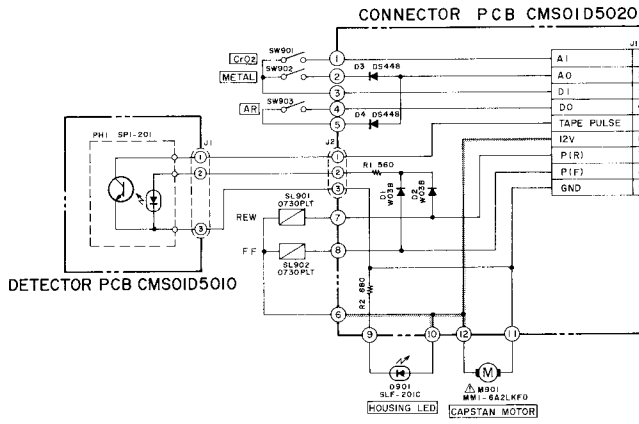 CONNECTOR PCB CMS01D5020
J1
CrO2
SW901
1
A1
METAL
SW902
2
D3 DS448
A0
3
D1
AR
SW903
4
D0
5
D4 DS448
TAPE PULSE
12V
PH1 SPI-201
J1
J2
1
1
P(R)
2
2
R1 560
P(F)
3
3
GND
D1
W03B
D2
W03B
SL901
0730PLT
REW
7
FF
8
SL902
0730PLT
DETECTOR PCB CMS01D5010
R2 680
6
9
10
12
11
M
D901
SLF-201C
M901
MM1-6A2LKF0
HOUSING LED
CAPSTAN MOTOR